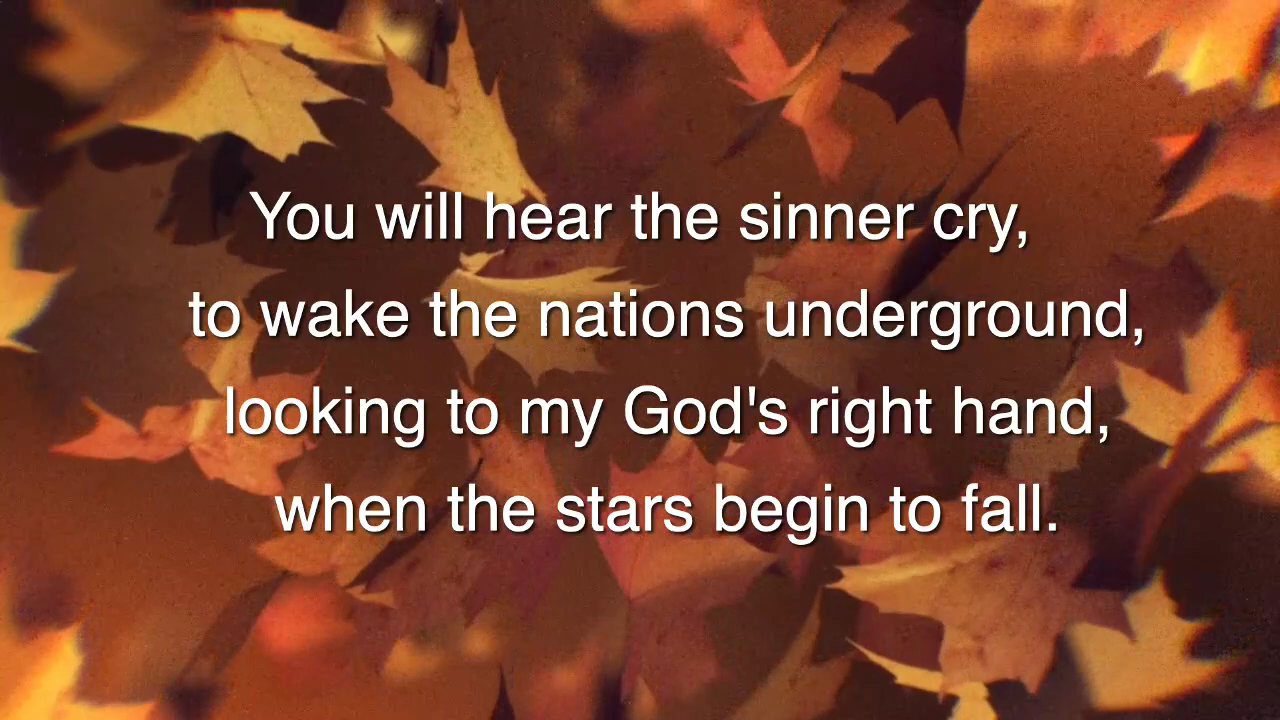 You will hear the sinner cry,
to wake the nations underground,
looking to my God's right hand,
when the stars begin to fall.